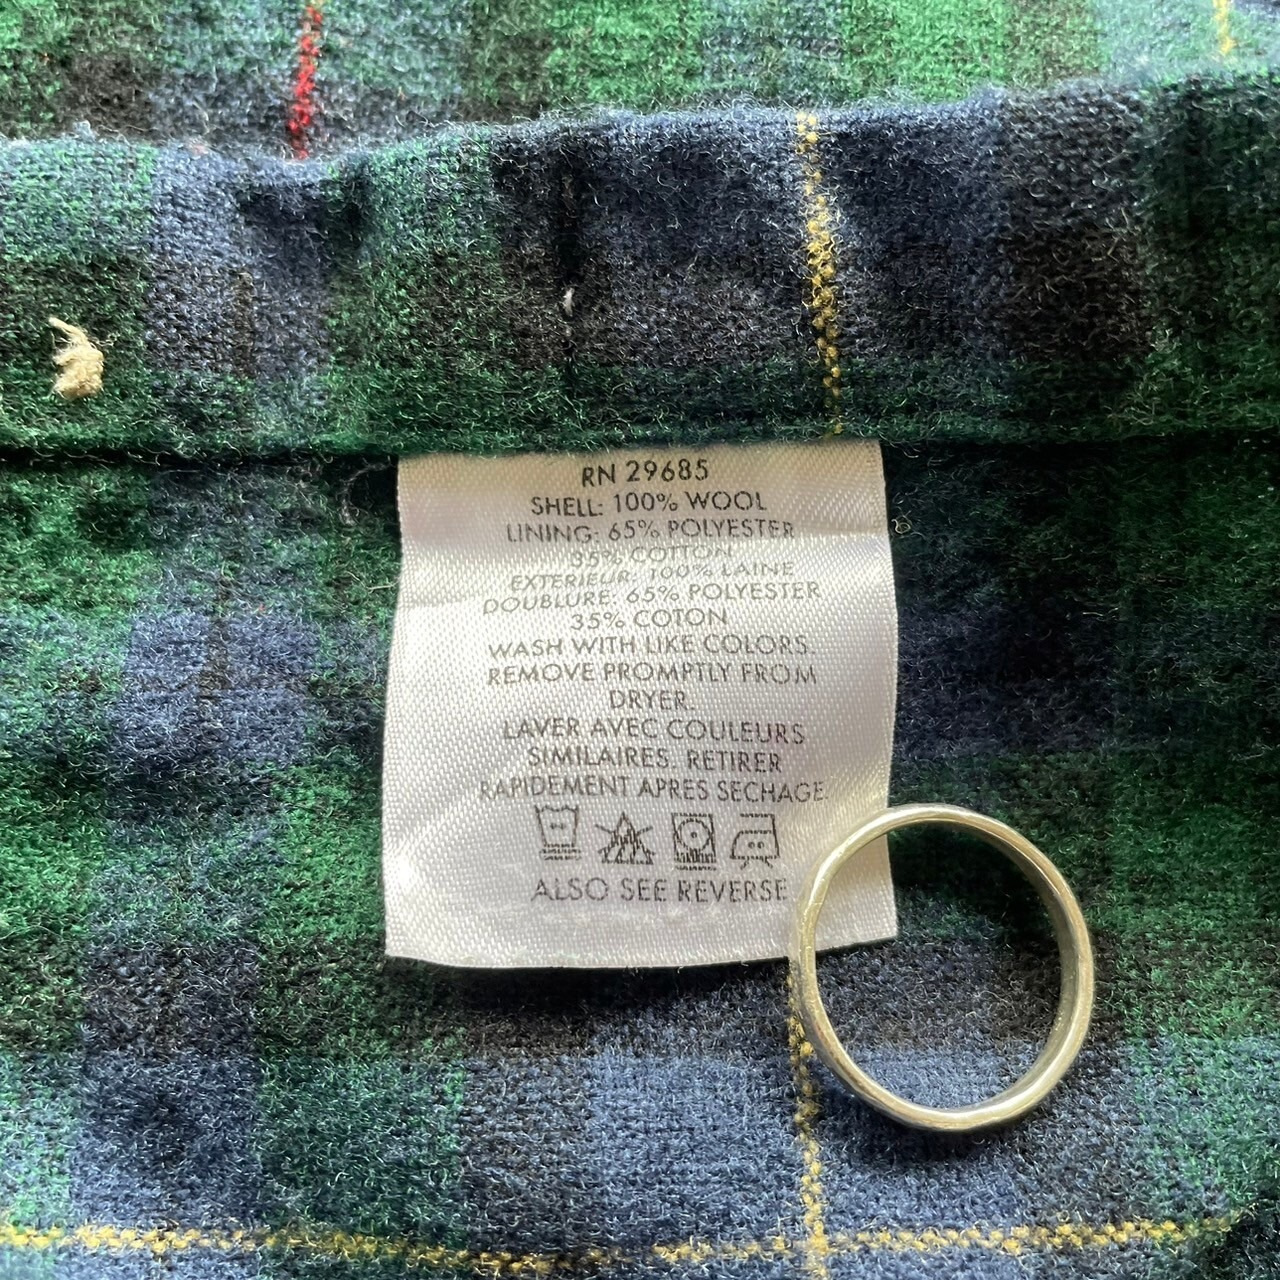 RN 29685
SHELL: 100% WOOL
LINING: 65% POLYESTER
35% COTTON
EXTERIEUR: 100% LAINE
DOUBLURE: 65% POLYESTER
35% COTON
WASH WITH LIKE COLORS.
REMOVE PROMPTLY FROM
DRYER.
LAVER AVEC COULEURS
SIMILAIRES. RETIRER
RAPIDEMENT APRES SECHAGE.
ALSO SEE REVERSE